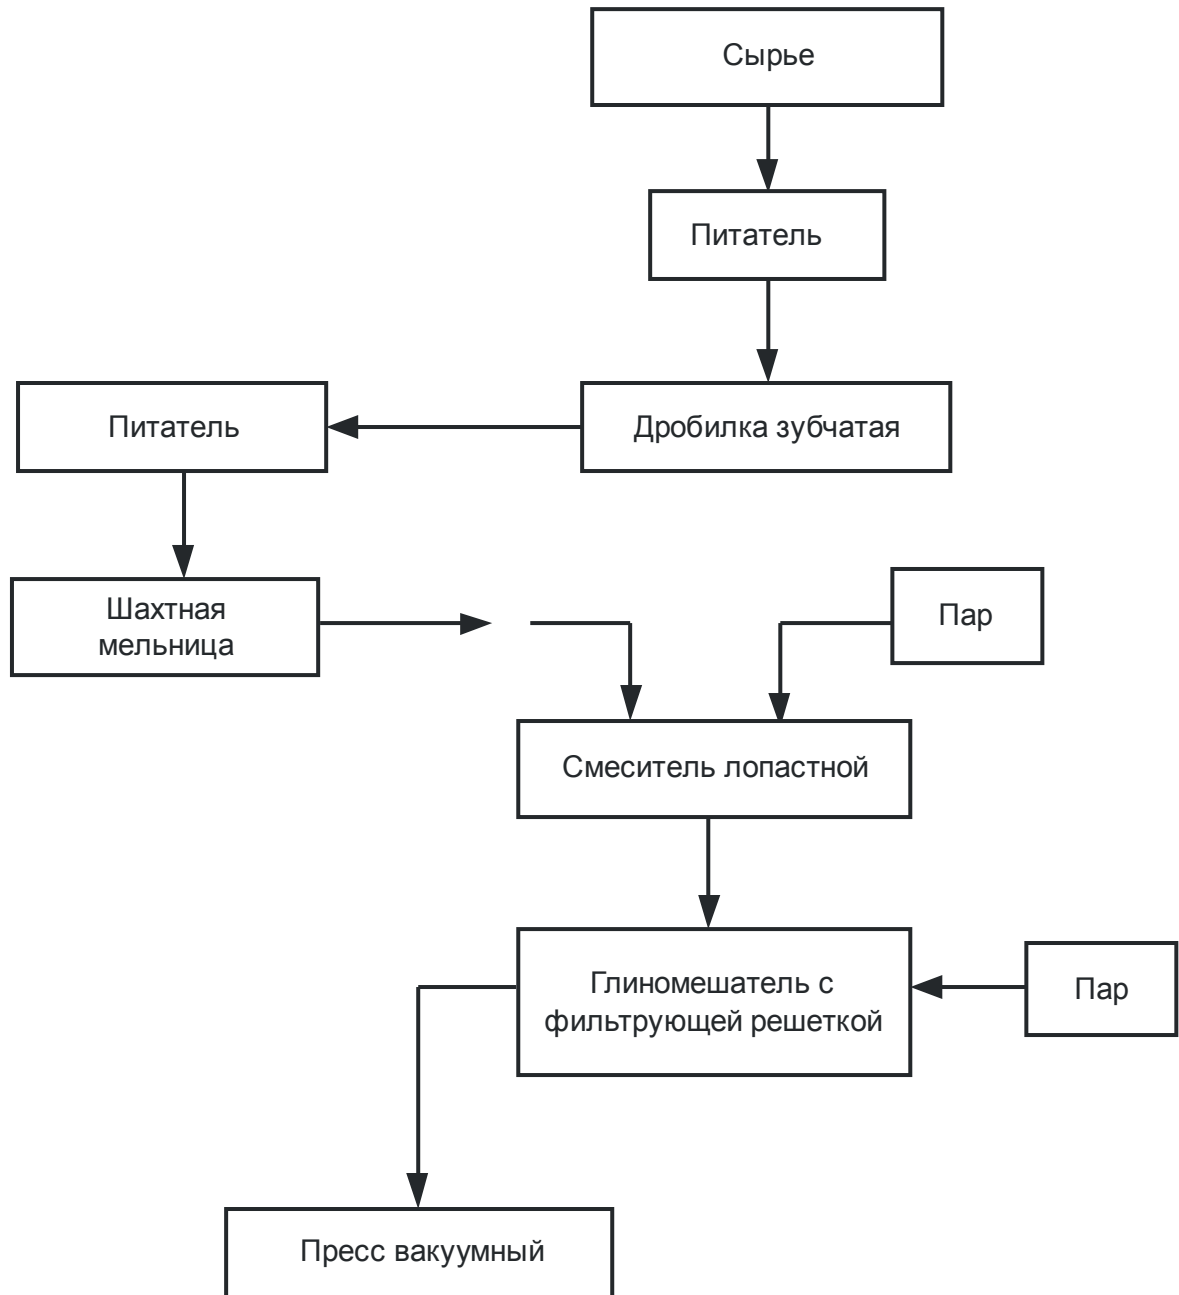 Сырье
Питатель
Питатель
Дробилка зубчатая
Шахтная
мельница
Пар
Смеситель лопастной
Глиномешатель с
фильтрующей решеткой
Пар
Пресс вакуумный